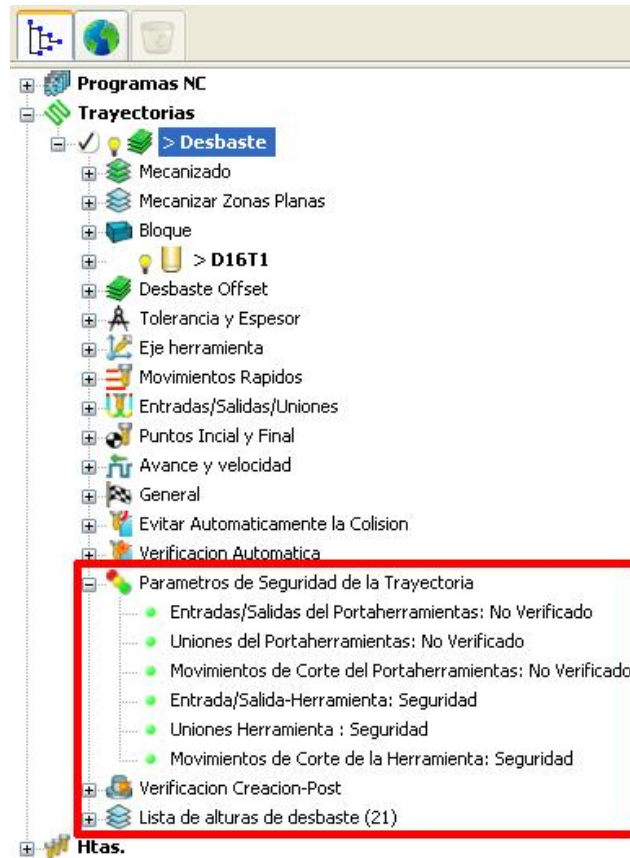 Programas NC
Trayectorias
> Desbaste
Mecanizado
Mecanizar Zonas Planas
Bloque
> D16T1
Desbaste Offset
Tolerancia y Espesor
Eje herramienta
Movimientos Rapidos
Entradas/Salidas/Uniones
Puntos Incial y Final
Avance y velocidad
General
Evitar Automaticamente la Colision
Verificacion Automatica
Parametros de Seguridad de la Trayectoria
Entradas/Salidas del Portaherramientas: No Verificado
Uniones del Portaherramientas: No Verificado
Movimientos de Corte del Portaherramientas: No Verificado
Entrada/Salida-Herramienta: Seguridad
Uniones Herramienta : Seguridad
Movimientos de Corte de la Herramienta: Seguridad
Verificacion Creacion-Post
Lista de alturas de desbaste (21)
Htas.